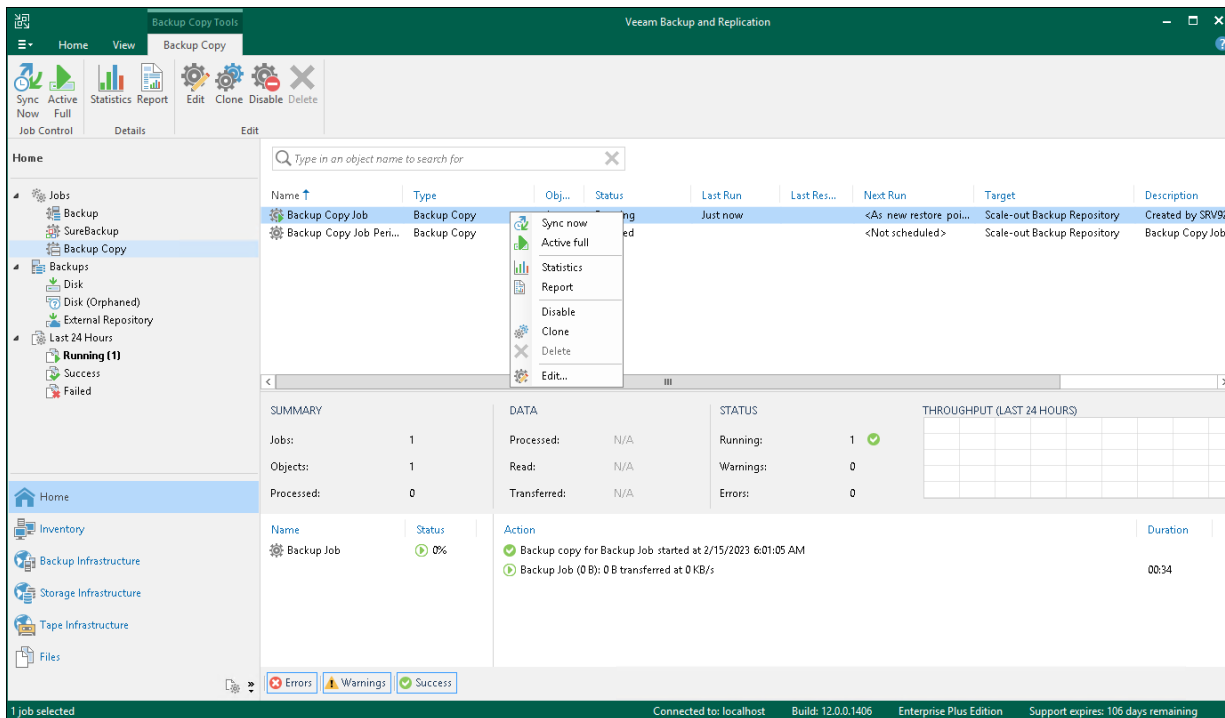 Backup Copy Tools
Veeam Backup and Replication
Home View Backup Copy
Sync Now
Active Full
Statistics
Report
Edit
Clone
Disable
Delete
Job Control
Details
Edit
Home
Type in an object name to search for
Jobs
Backup
SureBackup
Backup Copy
Backups
Disk
Disk (Orphaned)
External Repository
Last 24 Hours
Running (1)
Success
Failed
Name Type Obj... Status Last Run Last Res... Next Run Target Description
Backup Copy Job Backup Copy Just now <As new restore poi... Scale-out Backup Repository Created by SRV92
Backup Copy Job Peri... Backup Copy <Not scheduled> Scale-out Backup Repository Backup Copy Job
Sync now
Active full
Statistics
Report
Disable
Clone
Delete
Edit...
SUMMARY
Jobs: 1
Objects: 1
Processed: 0
DATA
Processed: N/A
Read: N/A
Transferred: N/A
STATUS
Running: 1
Warnings: 0
Errors: 0
THROUGHPUT (LAST 24 HOURS)
Home
Inventory
Backup Infrastructure
Storage Infrastructure
Tape Infrastructure
Files
Name Status
Backup Job 0%
Action Duration
Backup copy for Backup Job started at 2/15/2023 6:01:05 AM
Backup Job (0 B): 0 B transferred at 0 KB/s 00:34
Errors Warnings Success
1 job selected
Connected to: localhost
Build: 12.0.0.1406
Enterprise Plus Edition
Support expires: 106 days remaining